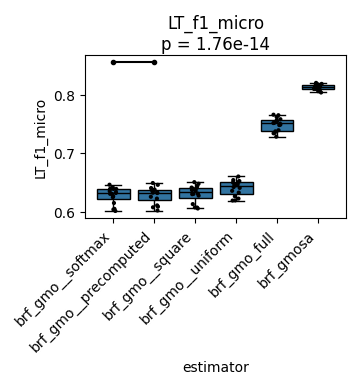 LT_f1_micro
p = 1.76e-14
LT_f1_micro
0.8
0.7
0.6
brf_gmo__softmax
brf_gmo__precomputed
brf_gmo__square
brf_gmo__uniform
brf_gmo_full
brf_gmosa
estimator